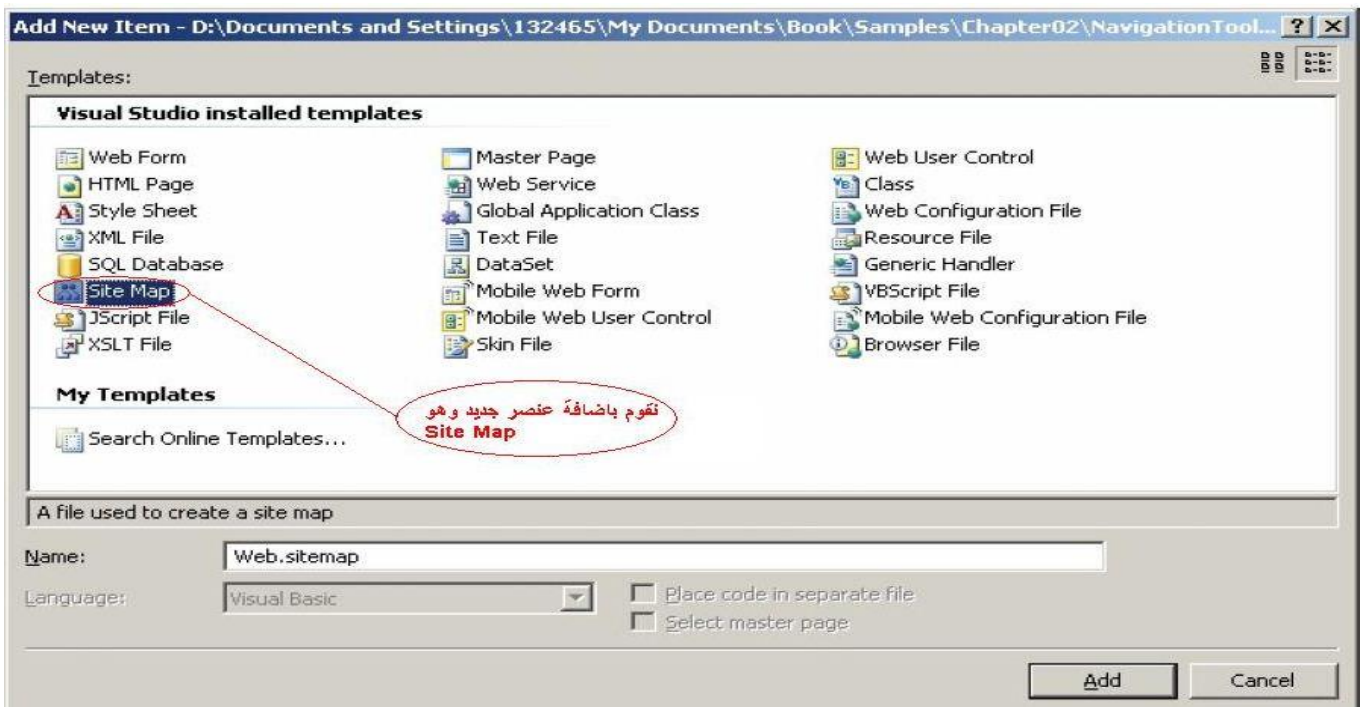 Add New Item - D:\Documents and Settings\132465\My Documents\Book\Samples\Chapter02\NavigationTool...
Templates:
Visual Studio installed templates
Web Form
HTML Page
Style Sheet
XML File
SQL Database
Site Map
JScript File
XSLT File
Master Page
Web Service
Global Application Class
Text File
DataSet
Mobile Web Form
Mobile Web User Control
Skin File
Web User Control
Class
Web Configuration File
Resource File
Generic Handler
VBScript File
Mobile Web Configuration File
Browser File
My Templates
Search Online Templates...
نقوم باضافة عنصر جديد وهو
Site Map
A file used to create a site map
Name:
Web.sitemap
Language:
Visual Basic
Place code in separate file
Select master page
Add
Cancel